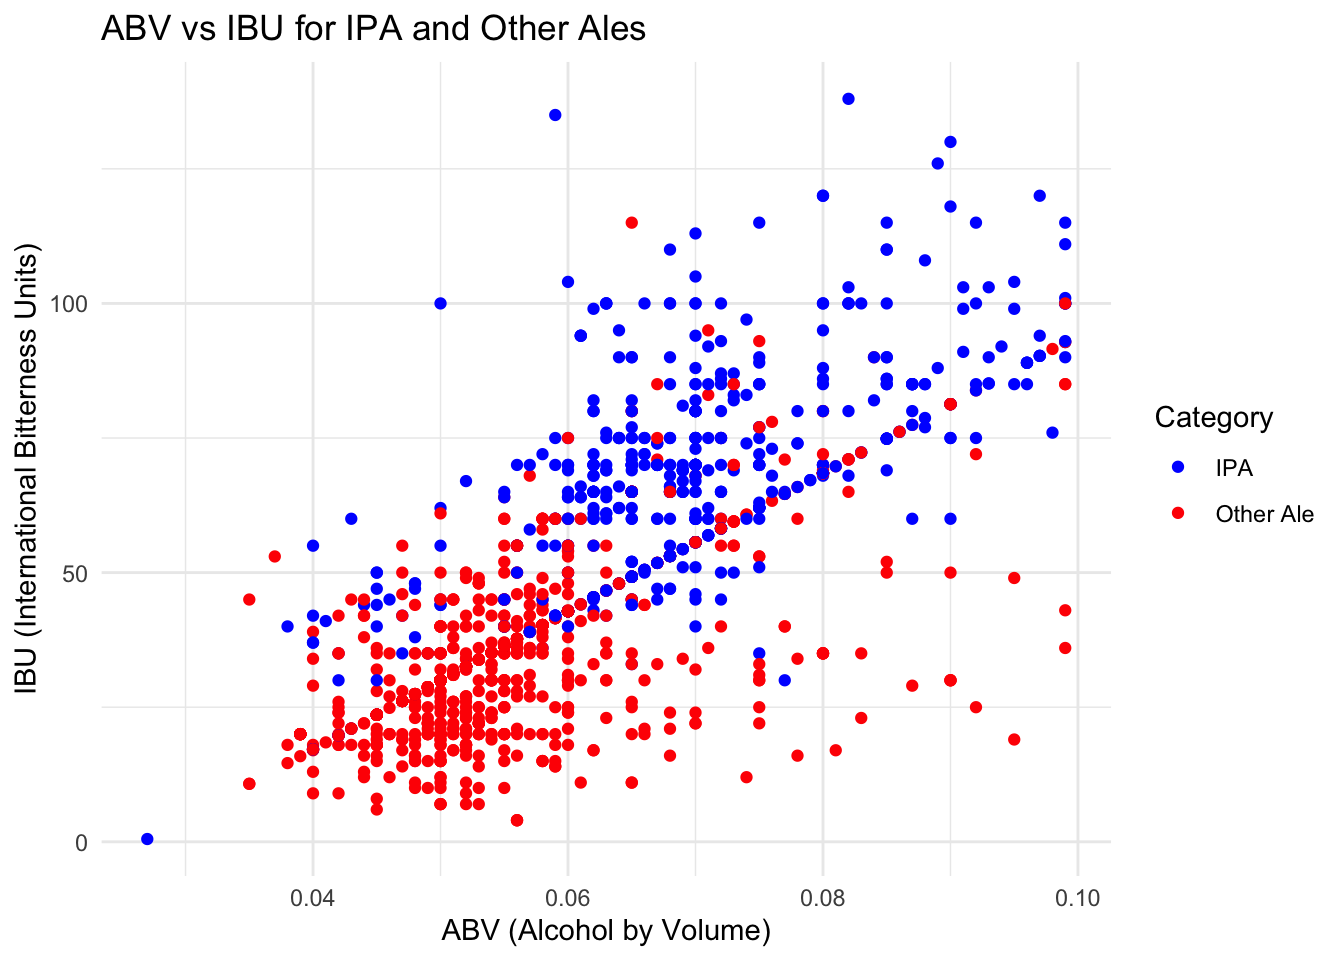 ABV vs IBU for IPA and Other Ales
IBU (International Bitterness Units)
100
50
0
0.04
0.06
0.08
0.10
ABV (Alcohol by Volume)
Category
IPA
Other Ale